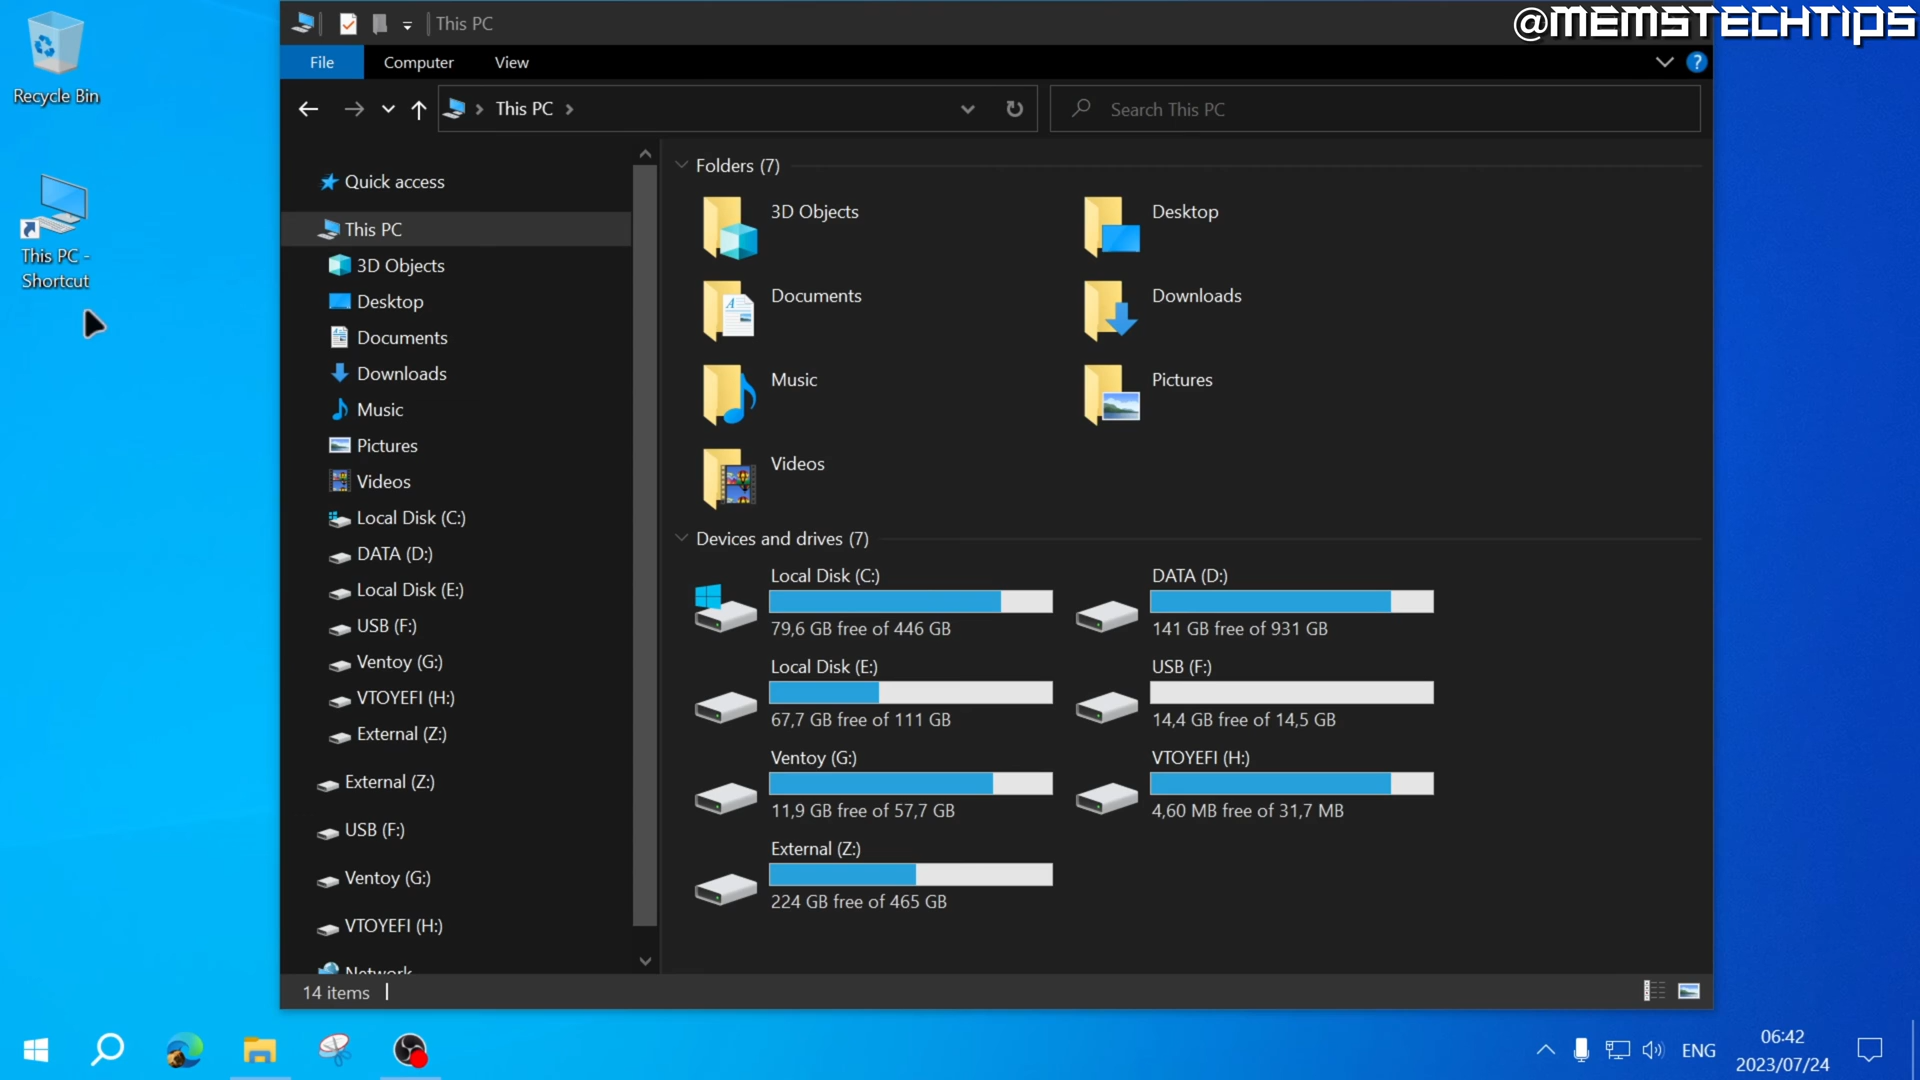 This PC
@MEMSTECHTIPS
File
Computer
View
?
Recycle Bin
This PC
Search This PC
This PC -
Shortcut
Quick access
This PC
3D Objects
Desktop
Documents
Downloads
Music
Pictures
Videos
Local Disk (C:)
DATA (D:)
Local Disk (E:)
USB (F:)
Ventoy (G:)
VTOYEFI (H:)
External (Z:)
External (Z:)
USB (F:)
Ventoy (G:)
VTOYEFI (H:)
Network
Folders (7)
3D Objects
Desktop
Documents
Downloads
Music
Pictures
Videos
Devices and drives (7)
Local Disk (C:)
79,6 GB free of 446 GB
DATA (D:)
141 GB free of 931 GB
Local Disk (E:)
67,7 GB free of 111 GB
USB (F:)
14,4 GB free of 14,5 GB
Ventoy (G:)
11,9 GB free of 57,7 GB
VTOYEFI (H:)
4,60 MB free of 31,7 MB
External (Z:)
224 GB free of 465 GB
14 items
ENG
06:42
2023/07/24